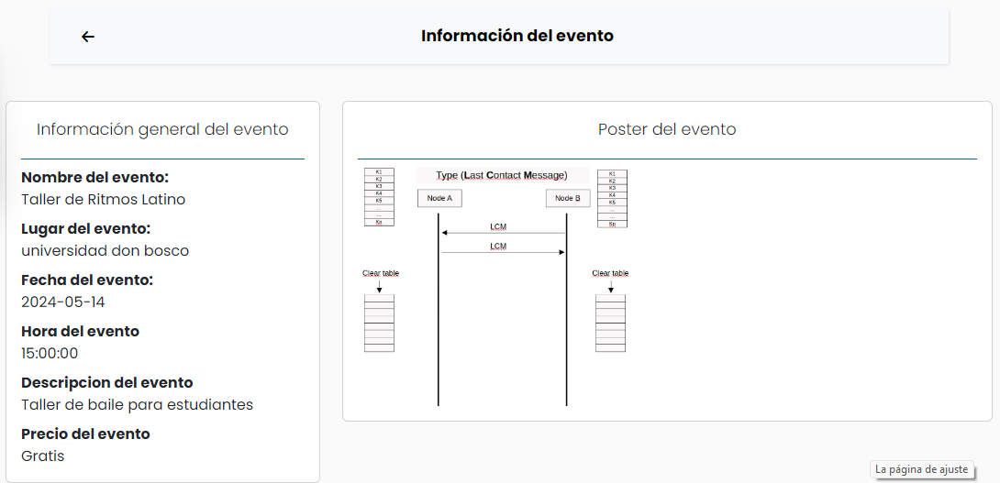 Información del evento
Información general del evento
Nombre del evento:
Taller de Ritmos Latino
Lugar del evento:
universidad don bosco
Fecha del evento:
2024-05-14
Hora del evento
15:00:00
Descripcion del evento
Taller de baile para estudiantes
Precio del evento
Gratis
Poster del evento
K1
K2
K3
K4
K5
...
...
Kn
Type (Last Contact Message)
Node A
Node B
K1
K2
K3
K4
K5
...
...
Kn
LCM
LCM
Clear table
Clear table
La página de ajuste